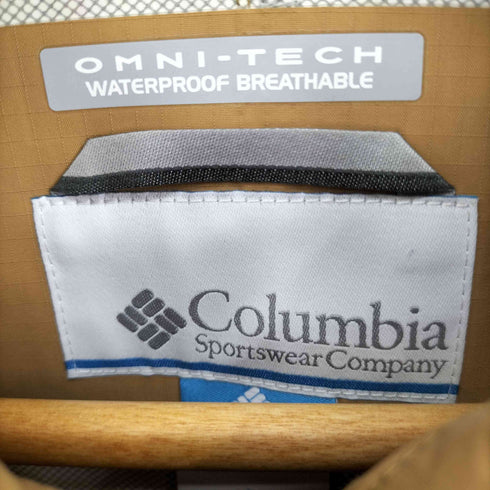 OMNI-TECH
WATERPROOF BREATHABLE
Columbia
Sportswear Company